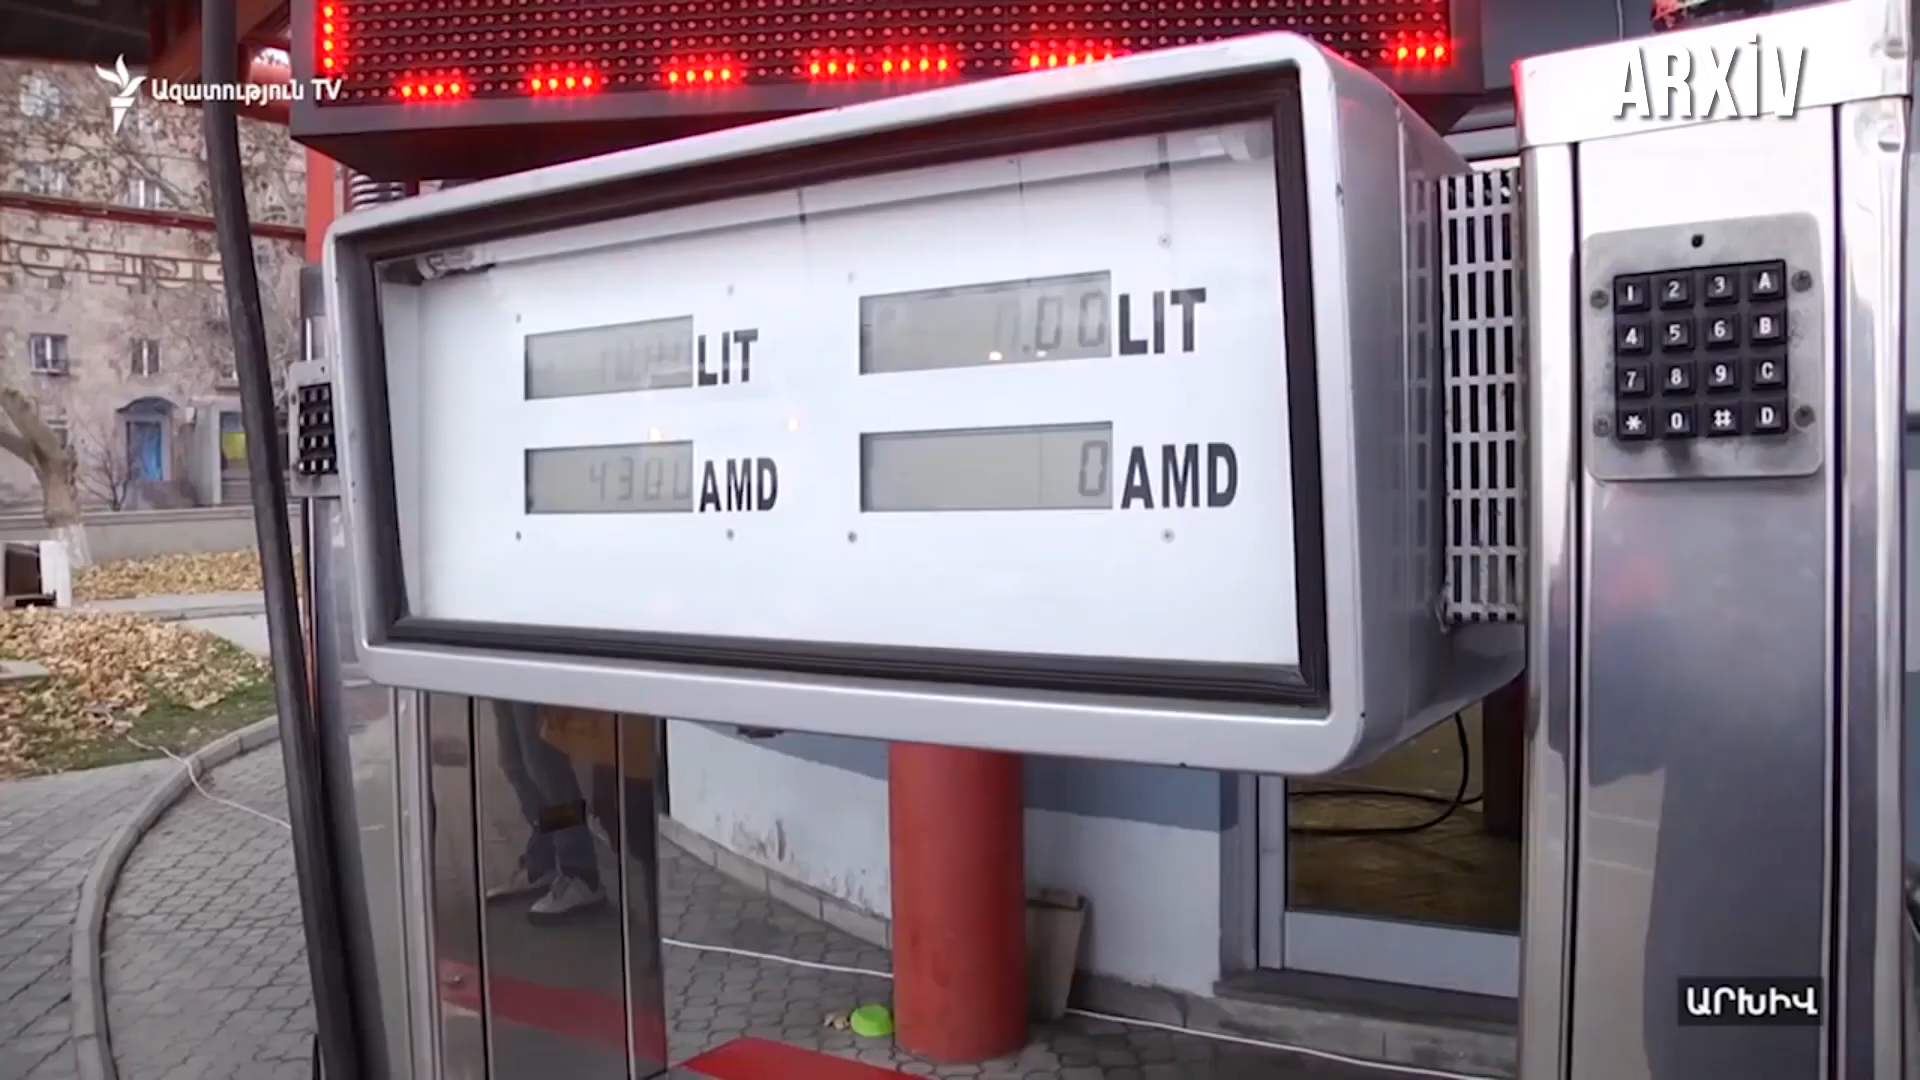 Ազատություն TV
ARXİV
LIT
0.00 LIT
AMD
0 AMD
1 2 3 A
4 5 6 B
7 8 9 C
* 0 # D
ԱՐԽԻՎ